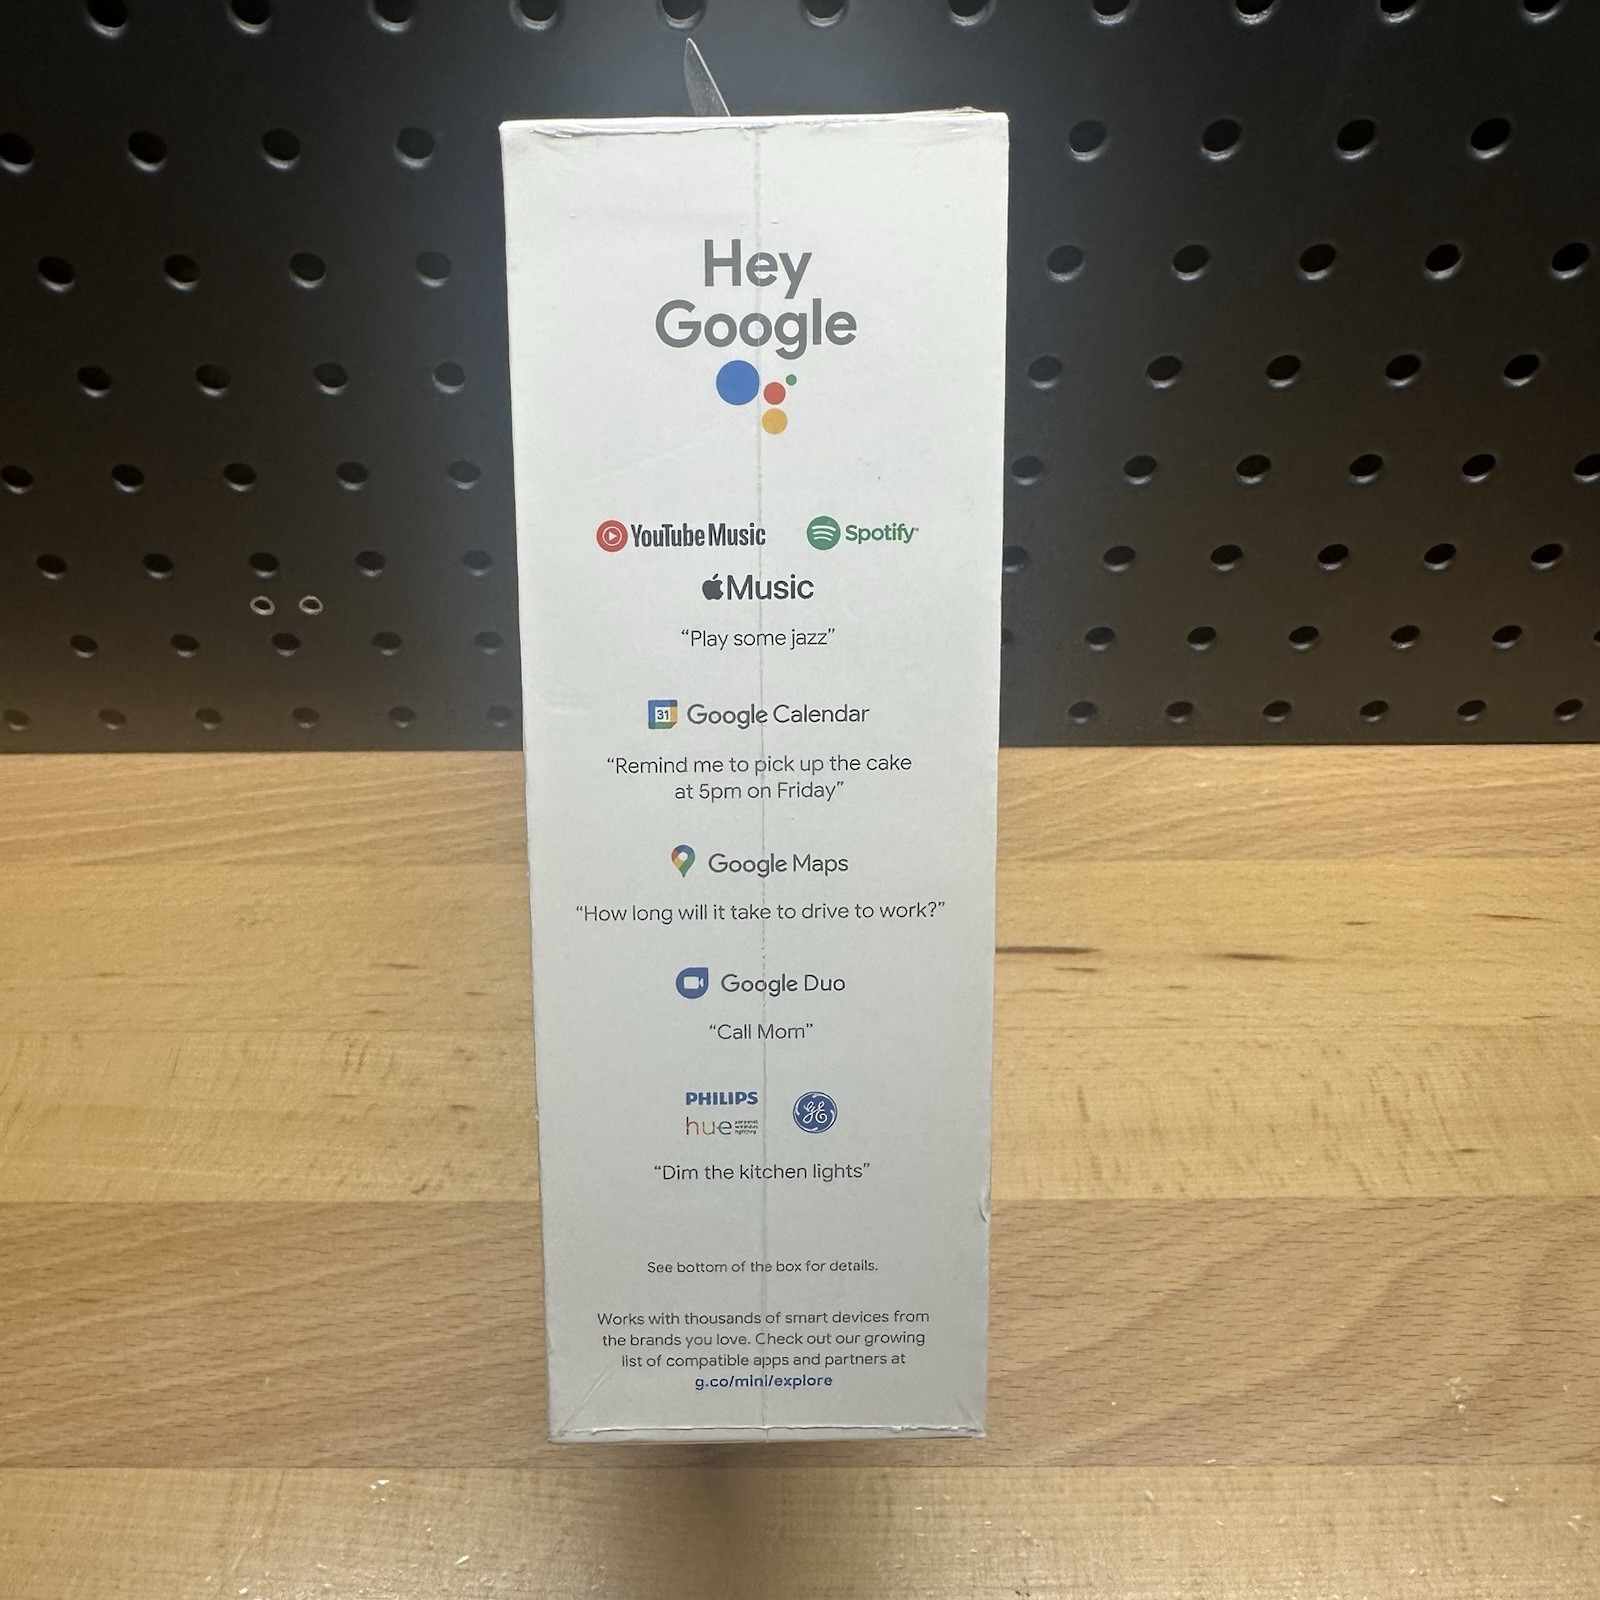 Hey
Google
YouTube Music Spotify
Music
“Play some jazz”
31 Google Calendar
“Remind me to pick up the cake
at 5pm on Friday”
Google Maps
“How long will it take to drive to work?”
Google Duo
“Call Mom”
PHILIPS
hue
GE
“Dim the kitchen lights”
See bottom of the box for details.
Works with thousands of smart devices from
the brands you love. Check out our growing
list of compatible apps and partners at
g.co/mini/explore